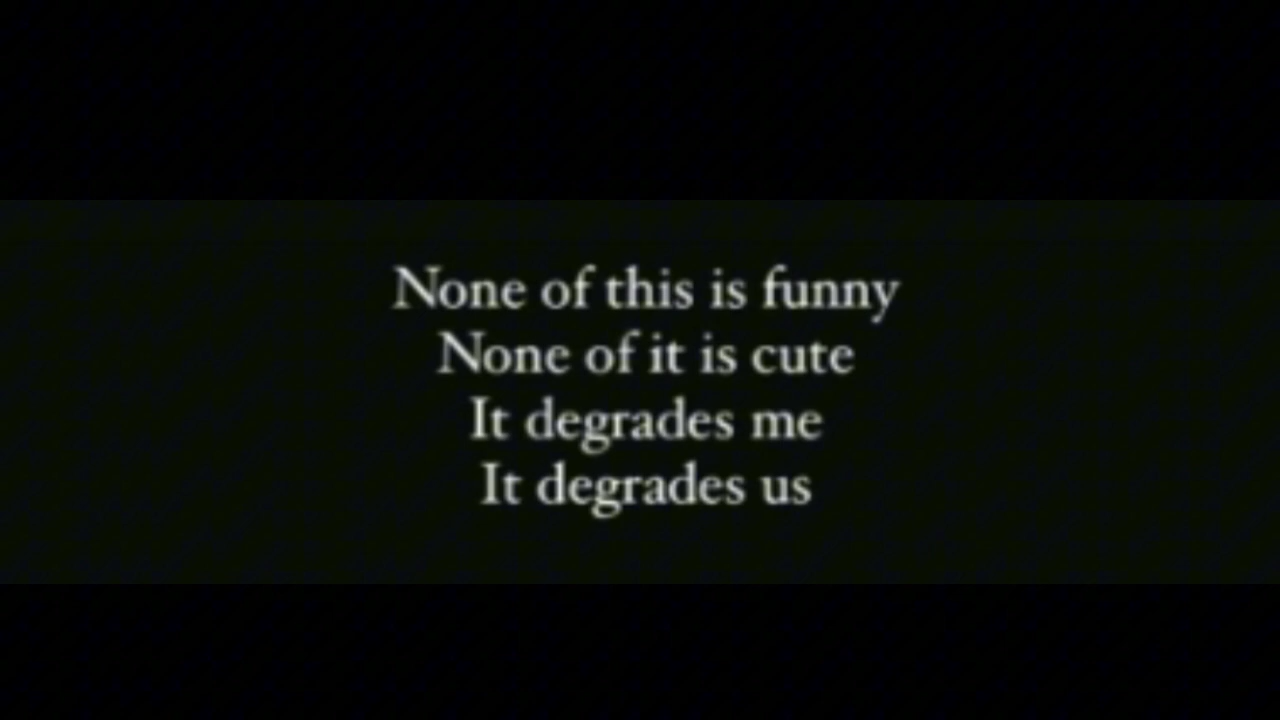 None of this is funny
None of it is cute
It degrades me
It degrades us